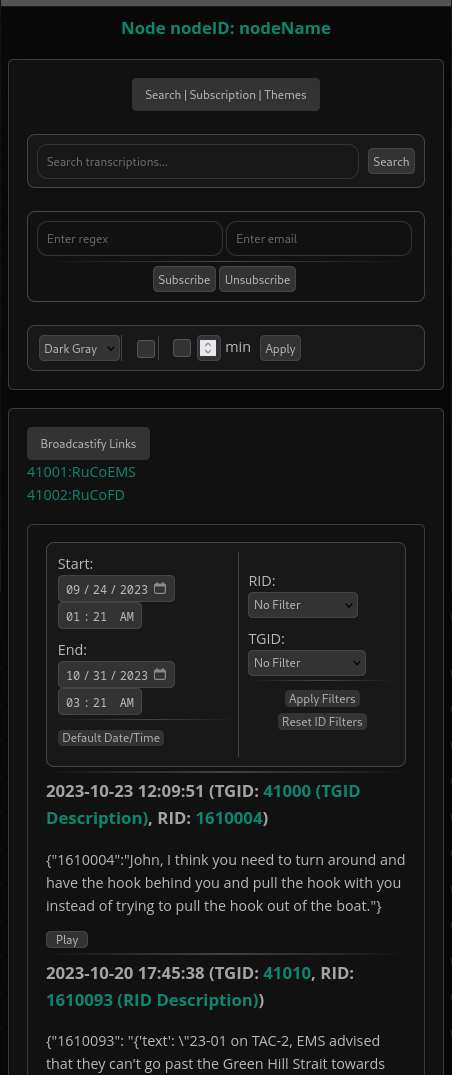 Node nodeID: nodeName
Search | Subscription | Themes
Search transcriptions...
Search
Enter regex
Enter email
Subscribe
Unsubscribe
Dark Gray
min
Apply
Broadcastify Links
41001:RuCoEMS
41002:RuCoFD
Start:
09 / 24 / 2023
01 : 21 AM
End:
10 / 31 / 2023
03 : 21 AM
Default Date/Time
RID:
No Filter
TGID:
No Filter
Apply Filters
Reset ID Filters
2023-10-23 12:09:51 (TGID: 41000 (TGID
Description), RID: 1610004)
{"1610004":"John, I think you need to turn around and
have the hook behind you and pull the hook with you
instead of trying to pull the hook out of the boat."}
Play
2023-10-20 17:45:38 (TGID: 41010, RID:
1610093 (RID Description))
{"1610093": "{'text': \"23-01 on TAC-2, EMS advised
that they can't go past the Green Hill Strait towards